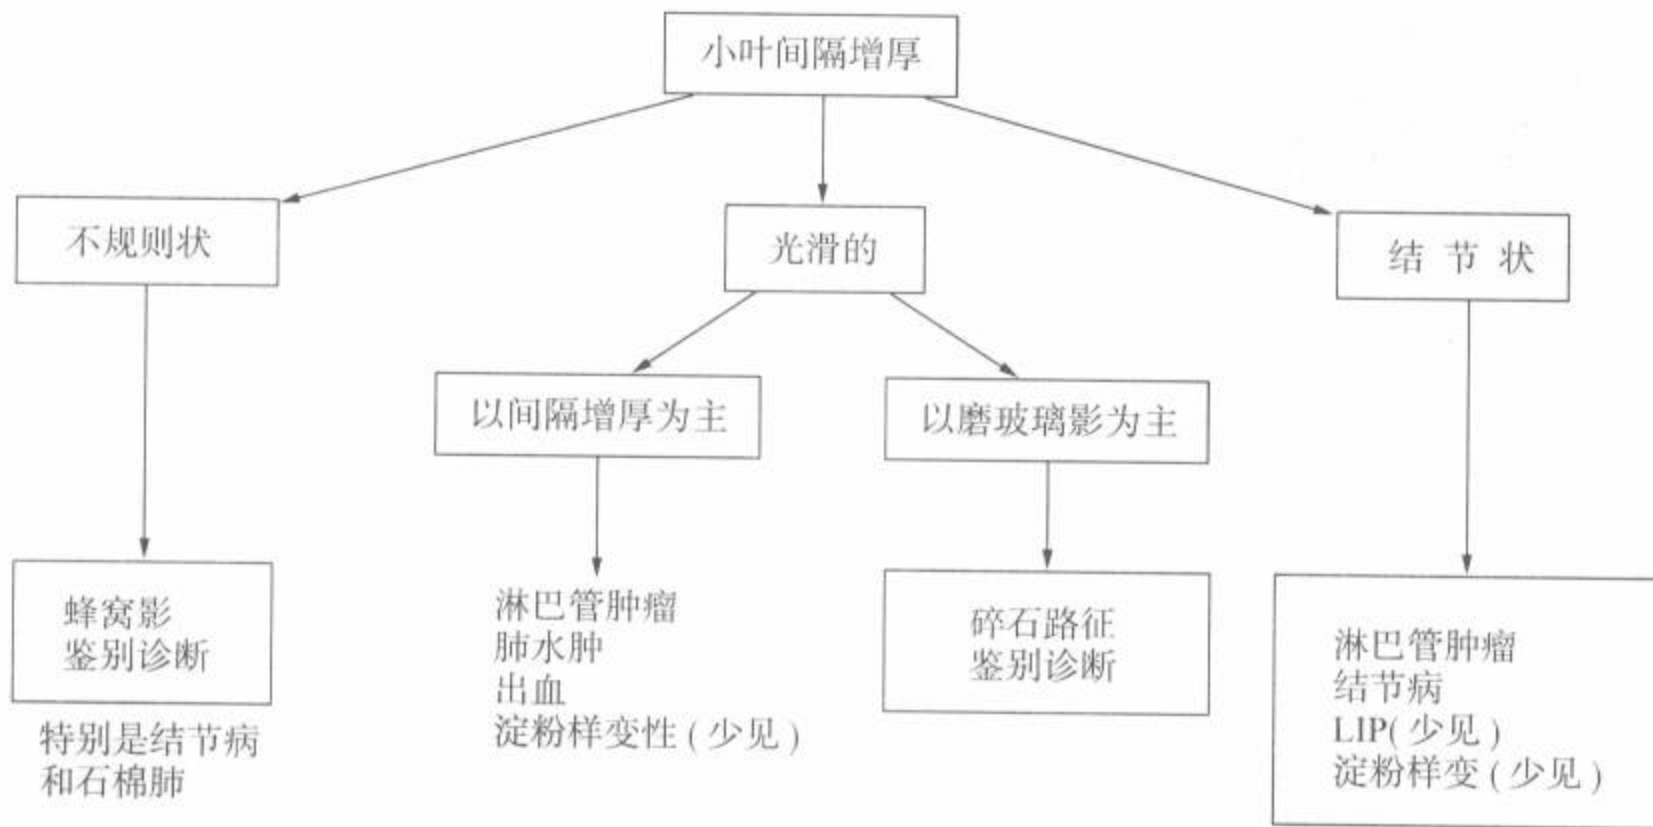 小叶间隔增厚
不规则状
光滑的
结节状
以间隔增厚为主
以磨玻璃影为主
蜂窝影
鉴别诊断
特别是结节病
和石棉肺
淋巴管肿瘤
肺水肿
出血
淀粉样变性(少见)
碎石路征
鉴别诊断
淋巴管肿瘤
结节病
LIP(少见)
淀粉样变(少见)